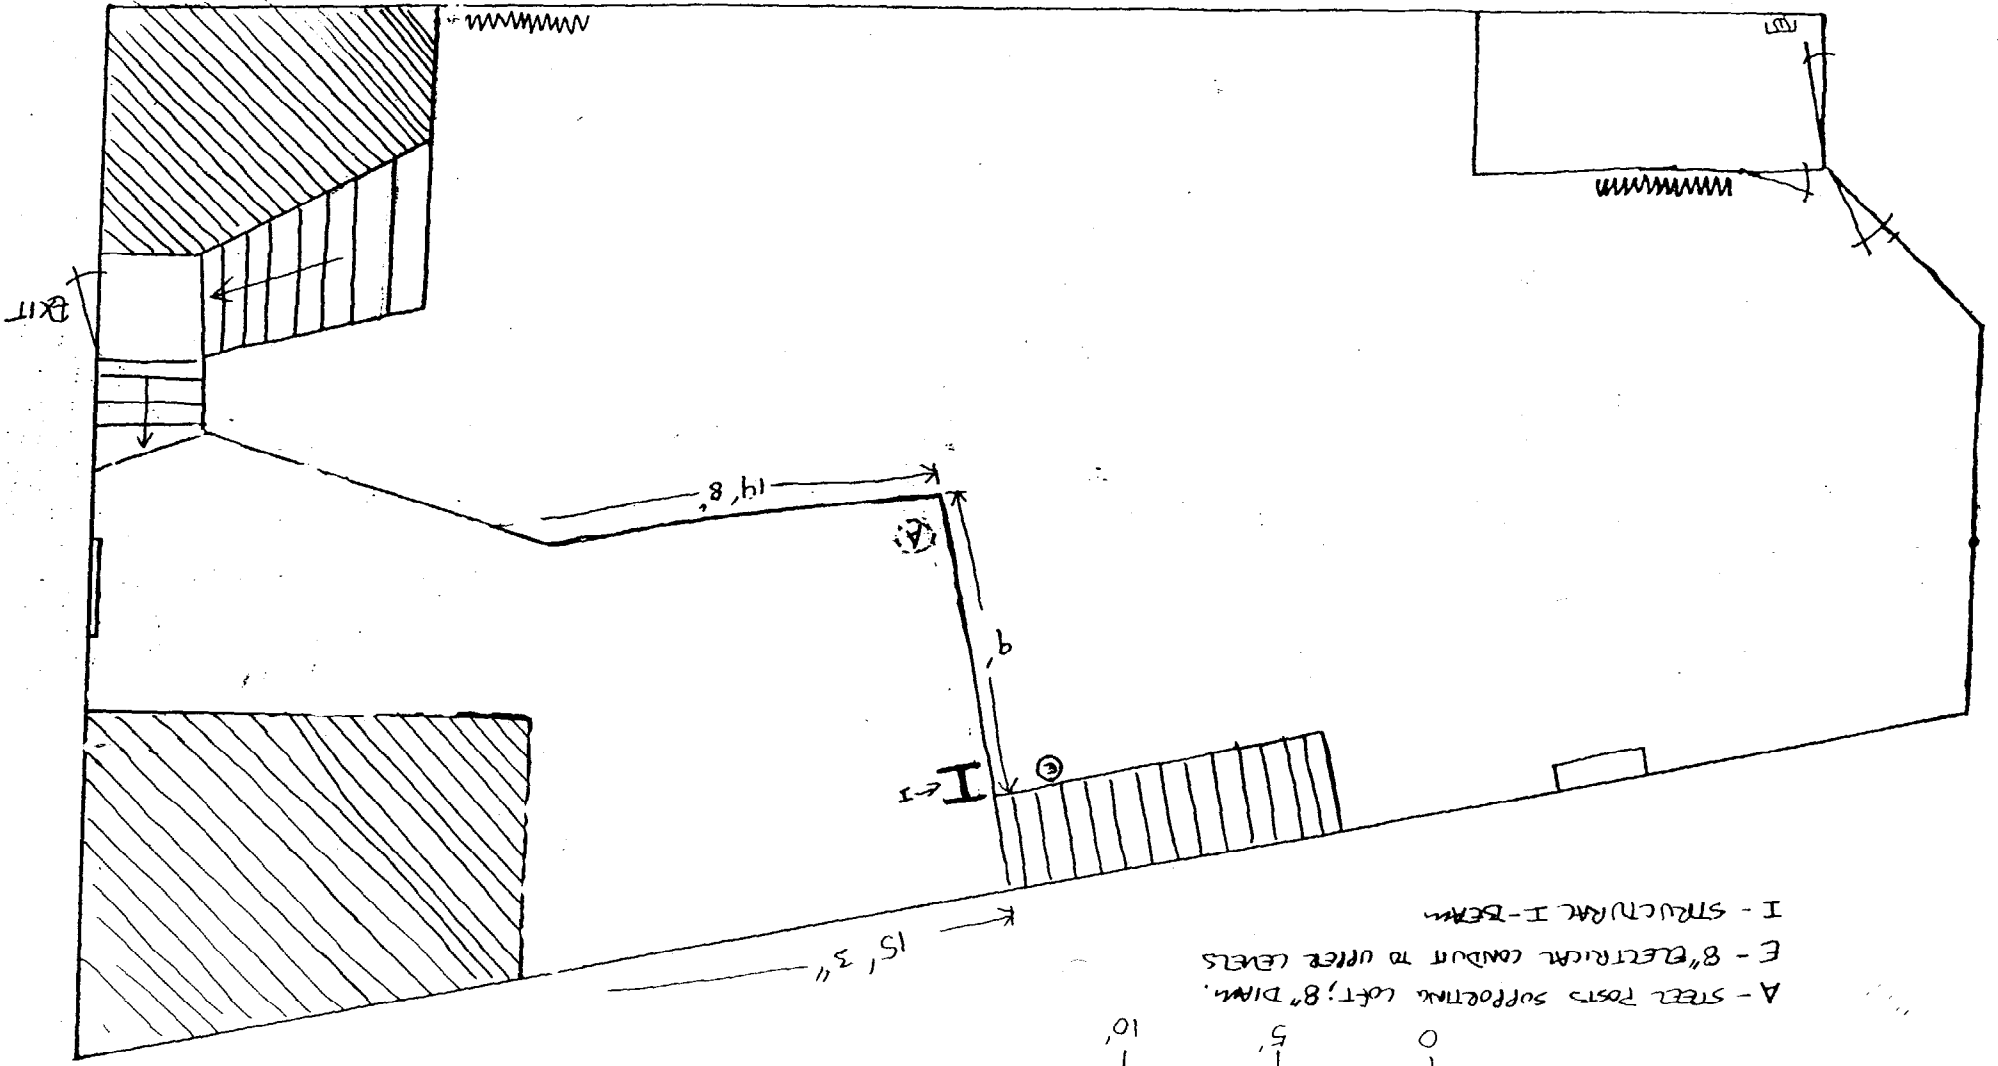 0 5' 10'
A - STEEL POSTS SUPPORTING LOFT; 8" DIAM.
E - 8" ELECTRICAL CONDUIT TO UPPER LEVELS
I - STRUCTURAL I-BEAM
15' 3"
I
E
9'
A
14' 8"
EXIT